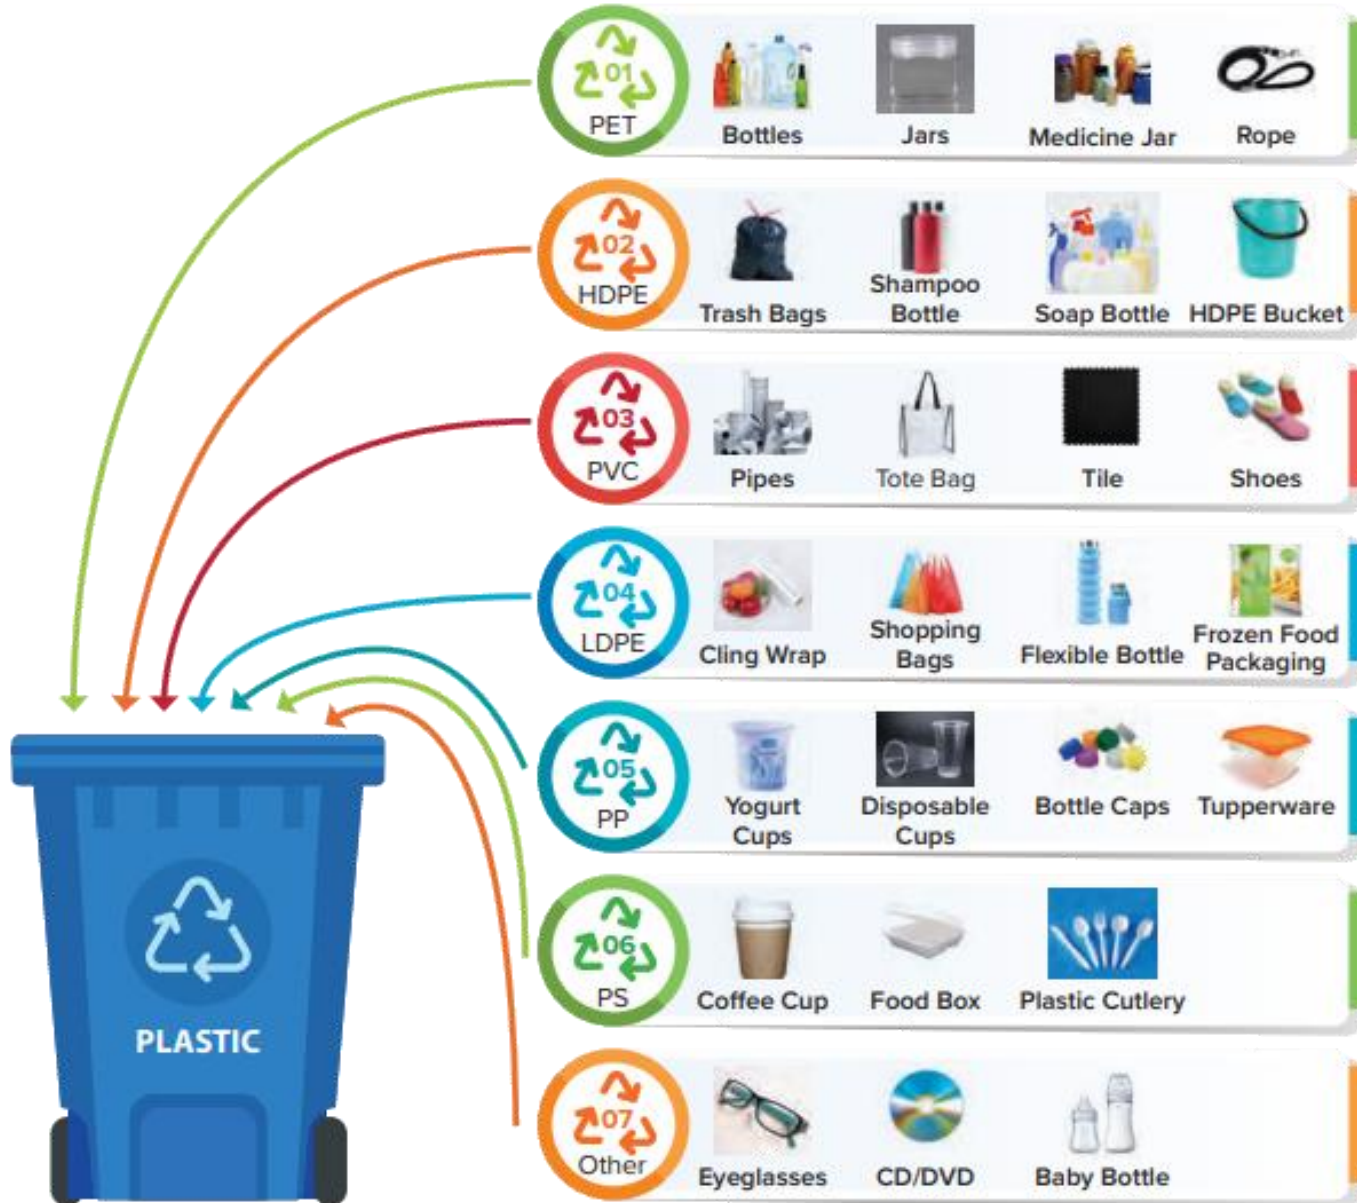 01
PET
Bottles
Jars
Medicine Jar
Rope
02
HDPE
Trash Bags
Shampoo
Bottle
Soap Bottle
HDPE Bucket
03
PVC
Pipes
Tote Bag
Tile
Shoes
04
LDPE
Cling Wrap
Shopping
Bags
Flexible Bottle
Frozen Food
Packaging
05
PP
Yogurt
Cups
Disposable
Cups
Bottle Caps
Tupperware
06
PS
Coffee Cup
Food Box
Plastic Cutlery
07
Other
Eyeglasses
CD/DVD
Baby Bottle
PLASTIC